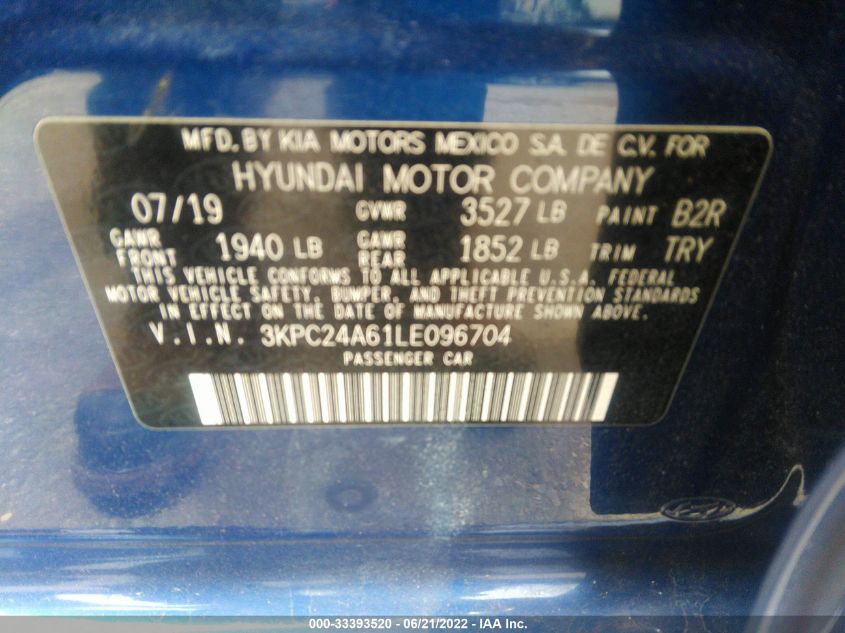 MFD. BY KIA MOTORS MEXICO S.A. DE C.V. FOR
HYUNDAI MOTOR COMPANY
07/19 GVWR 3527 LB PAINT B2R
GAWR FRONT 1940 LB GAWR REAR 1852 LB TRIM TRY
THIS VEHICLE CONFORMS TO ALL APPLICABLE U.S.A. FEDERAL
MOTOR VEHICLE SAFETY, BUMPER, AND THEFT PREVENTION STANDARDS
IN EFFECT ON THE DATE OF MANUFACTURE SHOWN ABOVE.
V.I.N. 3KPC24A61LE096704
PASSENGER CAR
000-33393520 - 06/21/2022 - IAA Inc.